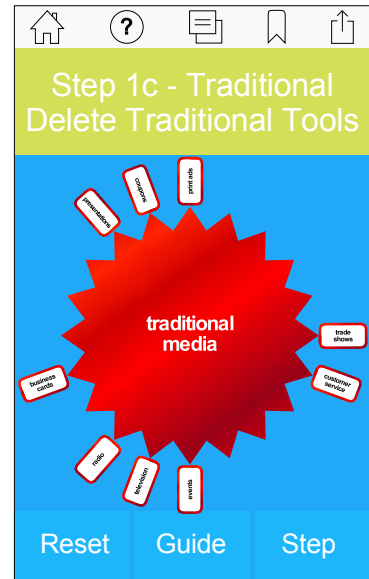 ?
Step 1c - Traditional
Delete Traditional Tools
print ads
coupons
presentations
traditional
media
trade
shows
customer
service
business
cards
radio
television
events
Reset
Guide
Step